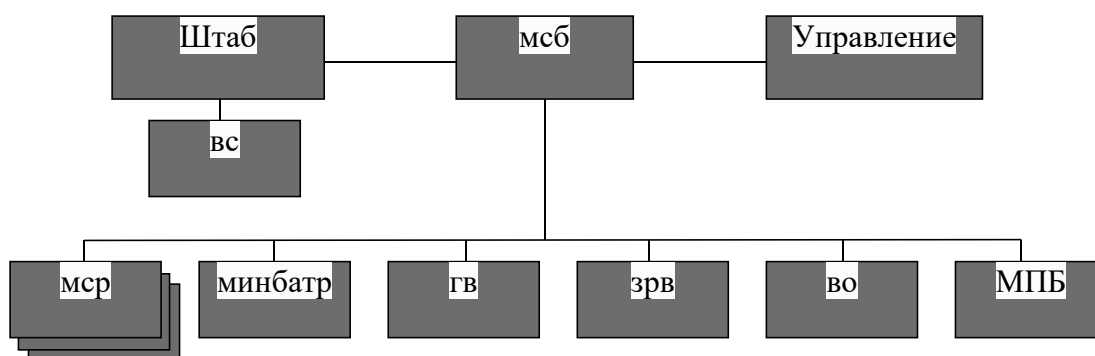 Штаб
мсб
Управление
вс
мср
минбатр
гв
зрв
во
МПБ